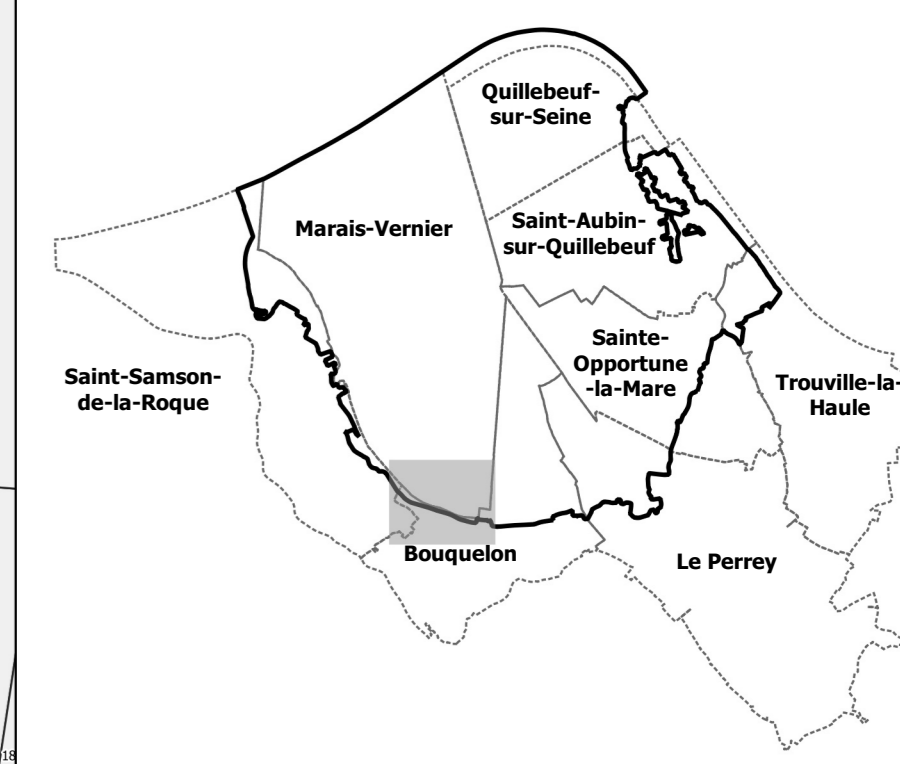 Quillebeuf-
sur-Seine
Marais-Vernier
Saint-Aubin-
sur-Quillebeuf
Sainte-
Opportune
-la-Mare
Saint-Samson-
de-la-Roque
Trouville-la-
Haule
Bouquelon
Le Perrey
18